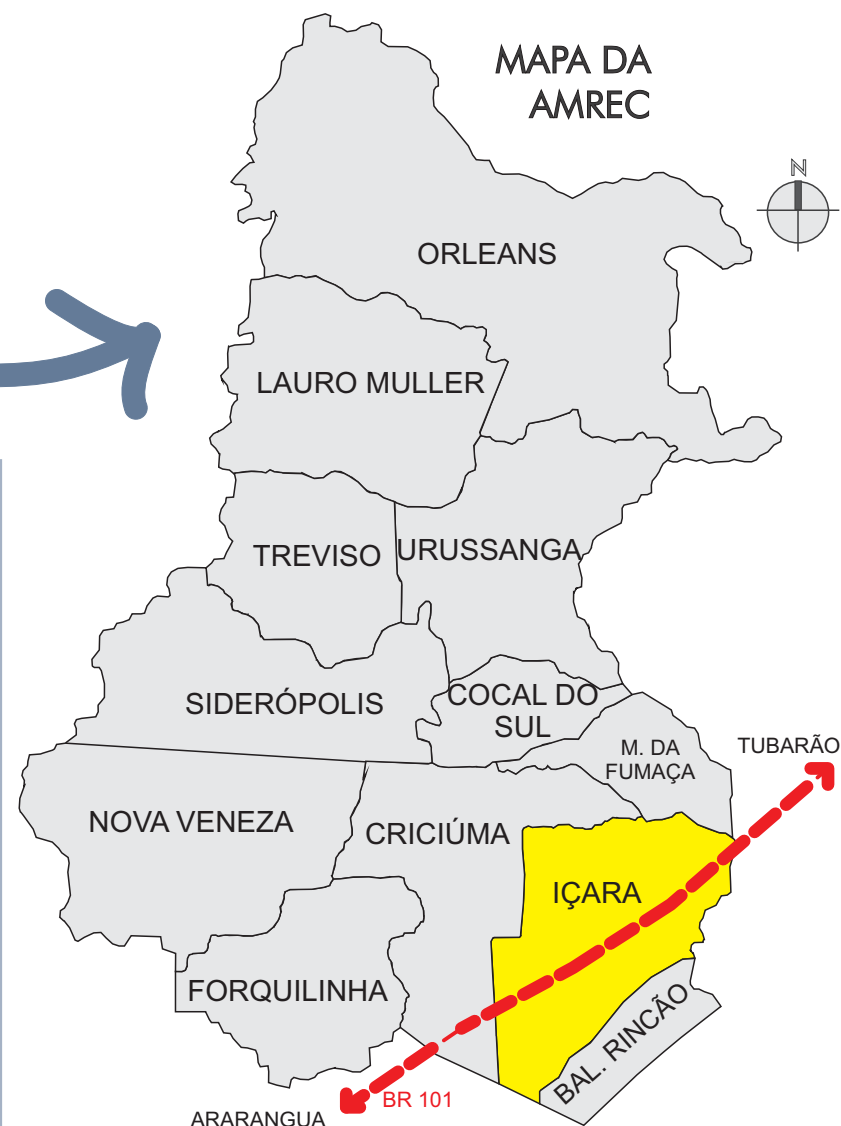 MAPA DA
AMREC
N
ORLEANS
LAURO MULLER
TREVISO
URUSSANGA
SIDERÓPOLIS
COCAL DO
SUL
M. DA
FUMAÇA
TUBARÃO
NOVA VENEZA
CRICIÚMA
IÇARA
FORQUILINHA
BAL. RINCÃO
BR 101
ARARANGUA